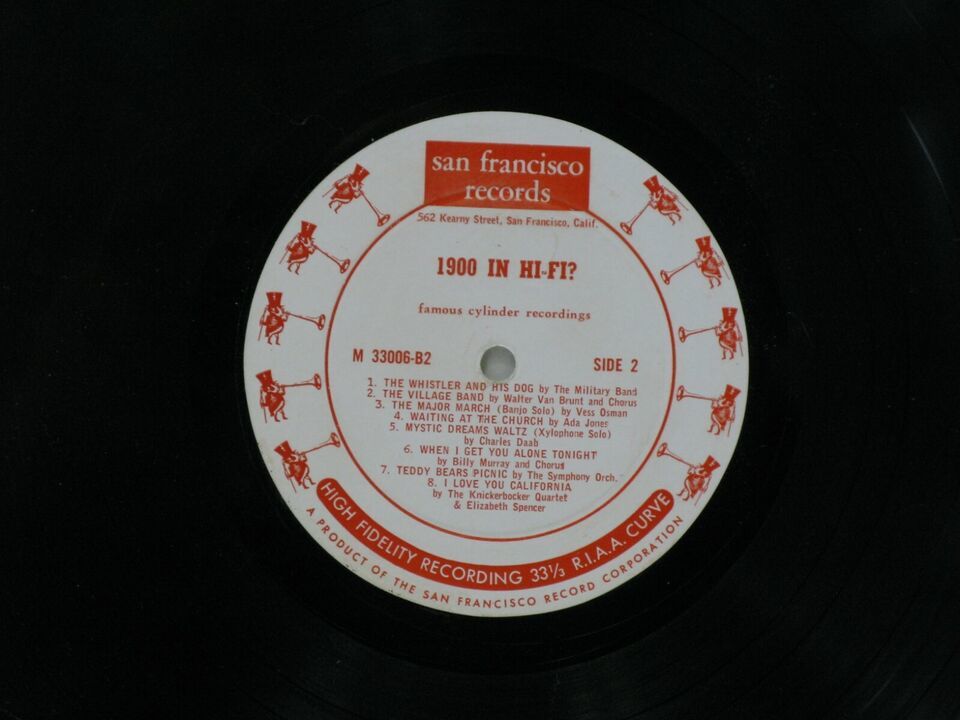 san francisco
records
562 Kearny Street, San Francisco, Calif.
1900 IN HI-FI?
famous cylinder recordings
M 33006-B2
SIDE 2
1. THE WHISTLER AND HIS DOG by The Military Band
2. THE VILLAGE BAND by Walter Van Brunt and Chorus
3. THE MAJOR MARCH (Banjo Solo) by Vess Osman
4. WAITING AT THE CHURCH by Ada Jones
5. MYSTIC DREAMS WALTZ (Xylophone Solo)
by Charles Daab
6. WHEN I GET YOU ALONE TONIGHT
by Billy Murray and Chorus
7. TEDDY BEARS PICNIC by The Symphony Orch.
8. I LOVE YOU CALIFORNIA
by The Knickerbocker Quartet
& Elizabeth Spencer
HIGH FIDELITY RECORDING 33⅓ R.I.A.A. CURVE
A PRODUCT OF THE SAN FRANCISCO RECORD CORPORATION